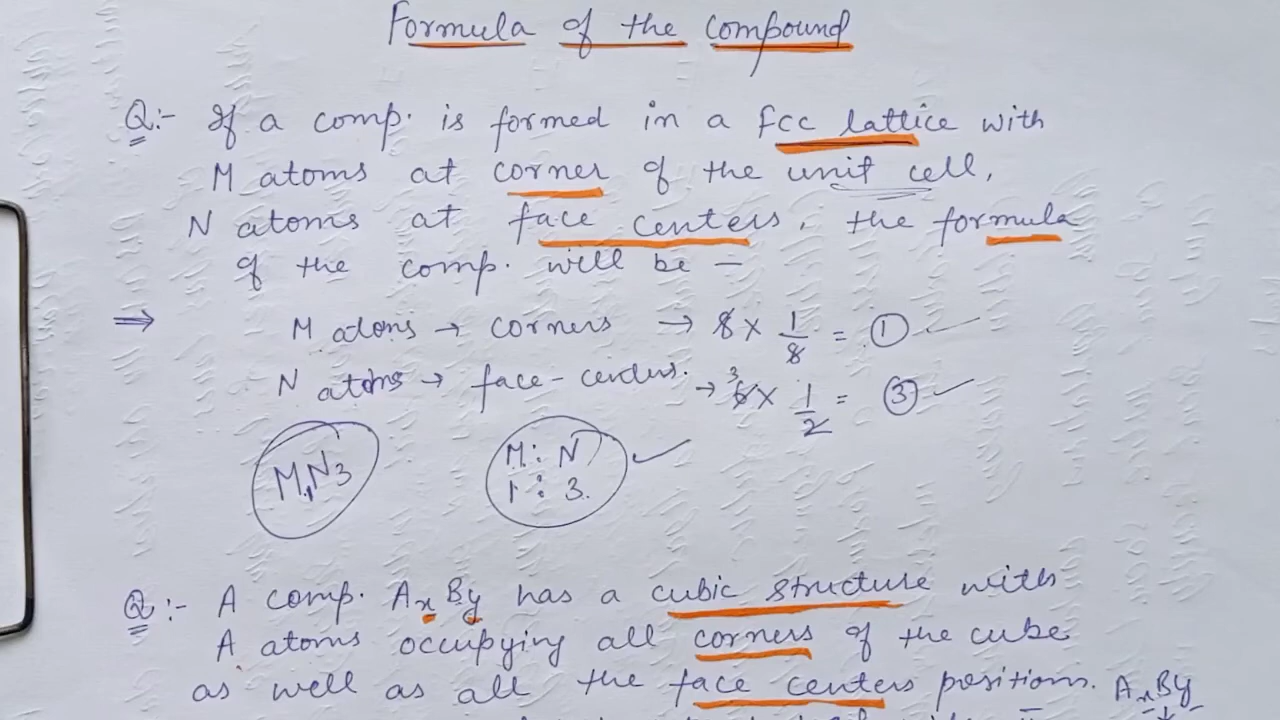 Formula of the compound
Q:- If a comp. is formed in a fcc lattice with
M atoms at corner of the unit cell,
N atoms at face centers, the formula
of the comp. will be –
⇒ M atoms → corners → 8 × 1/8 = 1
N atoms → face-centers. → 3 6 × 1/2 = 3
M1N3
M : N
1 : 3.
Q:- A comp. AxBy has a cubic structure with
A atoms occupying all corners of the cube
as well as all the face centers positions. AxBy